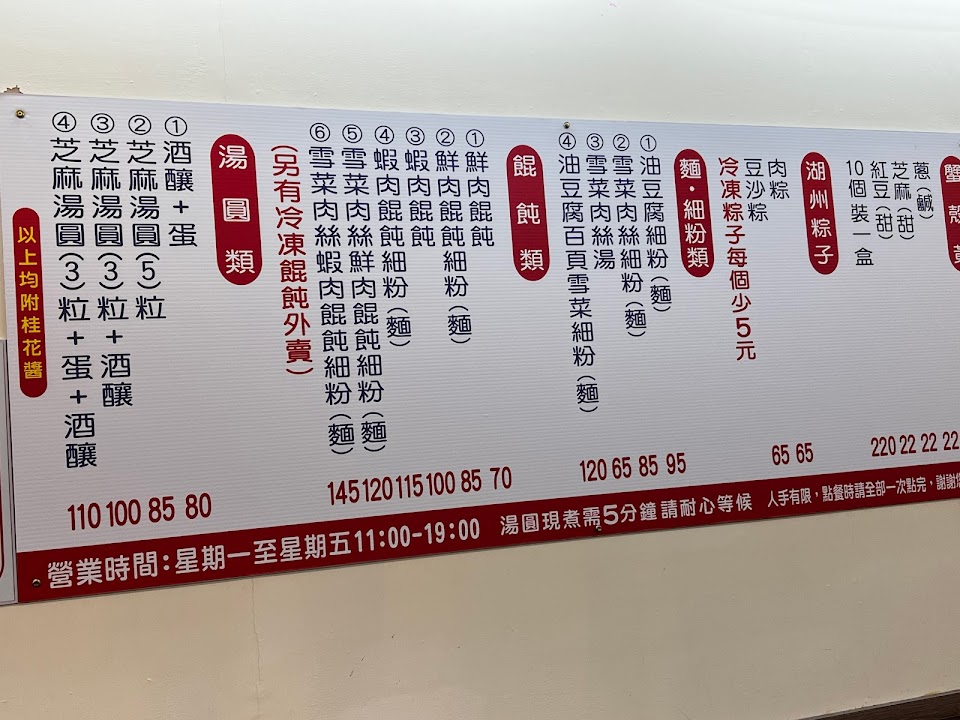 蟹殼黃
蔥(鹹)
22
芝麻(甜)
22
紅豆(甜)
22
10個裝一盒
220
湖州粽子
肉粽
65
豆沙粽
65
冷凍粽子每個少5元
麵・細粉類
①油豆腐細粉(麵)
95
②雪菜肉絲細粉(麵)
85
③雪菜肉絲湯
65
④油豆腐百頁雪菜細粉(麵)
120
餛飩類
①鮮肉餛飩
70
②鮮肉餛飩細粉(麵)
85
③蝦肉餛飩
100
④蝦肉餛飩細粉(麵)
115
⑤雪菜肉絲鮮肉餛飩細粉(麵)
120
⑥雪菜肉絲蝦肉餛飩細粉(麵)
145
(另有冷凍餛飩外賣)
湯圓類
①酒釀+蛋
80
②芝麻湯圓(5)粒
85
③芝麻湯圓(3)粒+酒釀
100
④芝麻湯圓(3)粒+蛋+酒釀
110
以上均附桂花醬
營業時間:星期一至星期五11:00-19:00 湯圓現煮需5分鐘請耐心等候 人手有限,點餐時請全部一次點完,謝謝